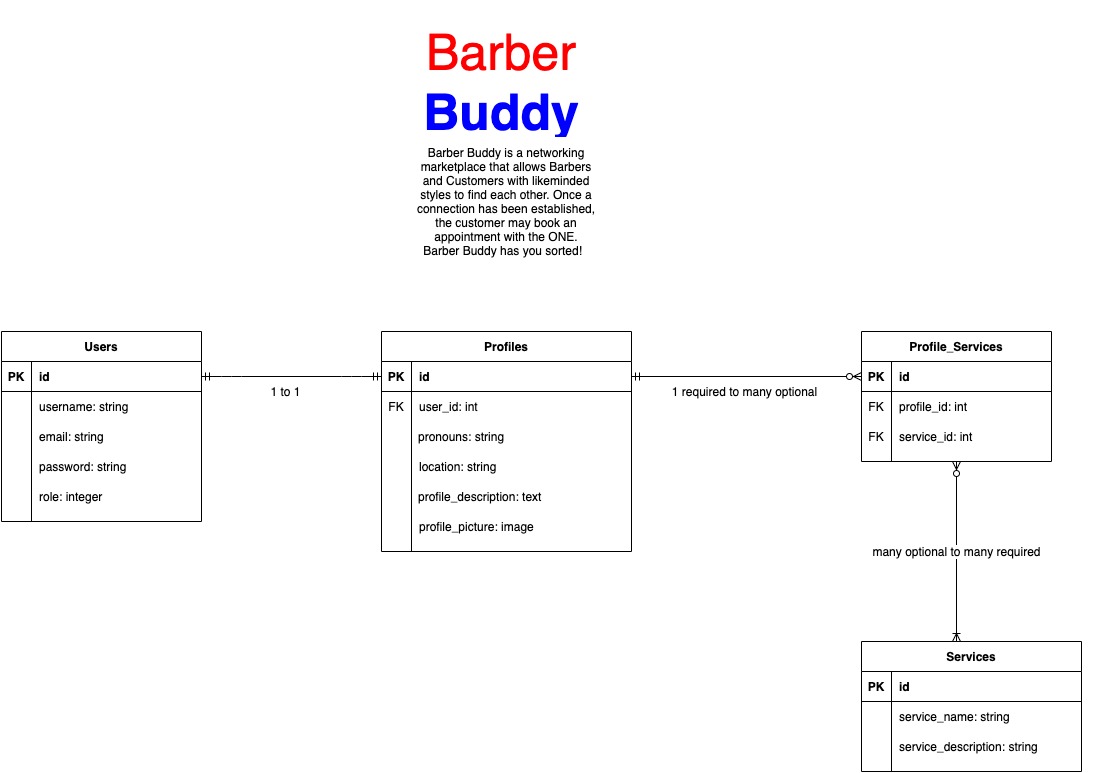 Barber
Buddy
Barber Buddy is a networking
marketplace that allows Barbers
and Customers with likeminded
styles to find each other. Once a
connection has been established,
the customer may book an
appointment with the ONE.
Barber Buddy has you sorted!
Users
PK id
username: string
email: string
password: string
role: integer
1 to 1
Profiles
PK id
FK user_id: int
pronouns: string
location: string
profile_description: text
profile_picture: image
1 required to many optional
Profile_Services
PK id
FK profile_id: int
FK service_id: int
many optional to many required
Services
PK id
service_name: string
service_description: string